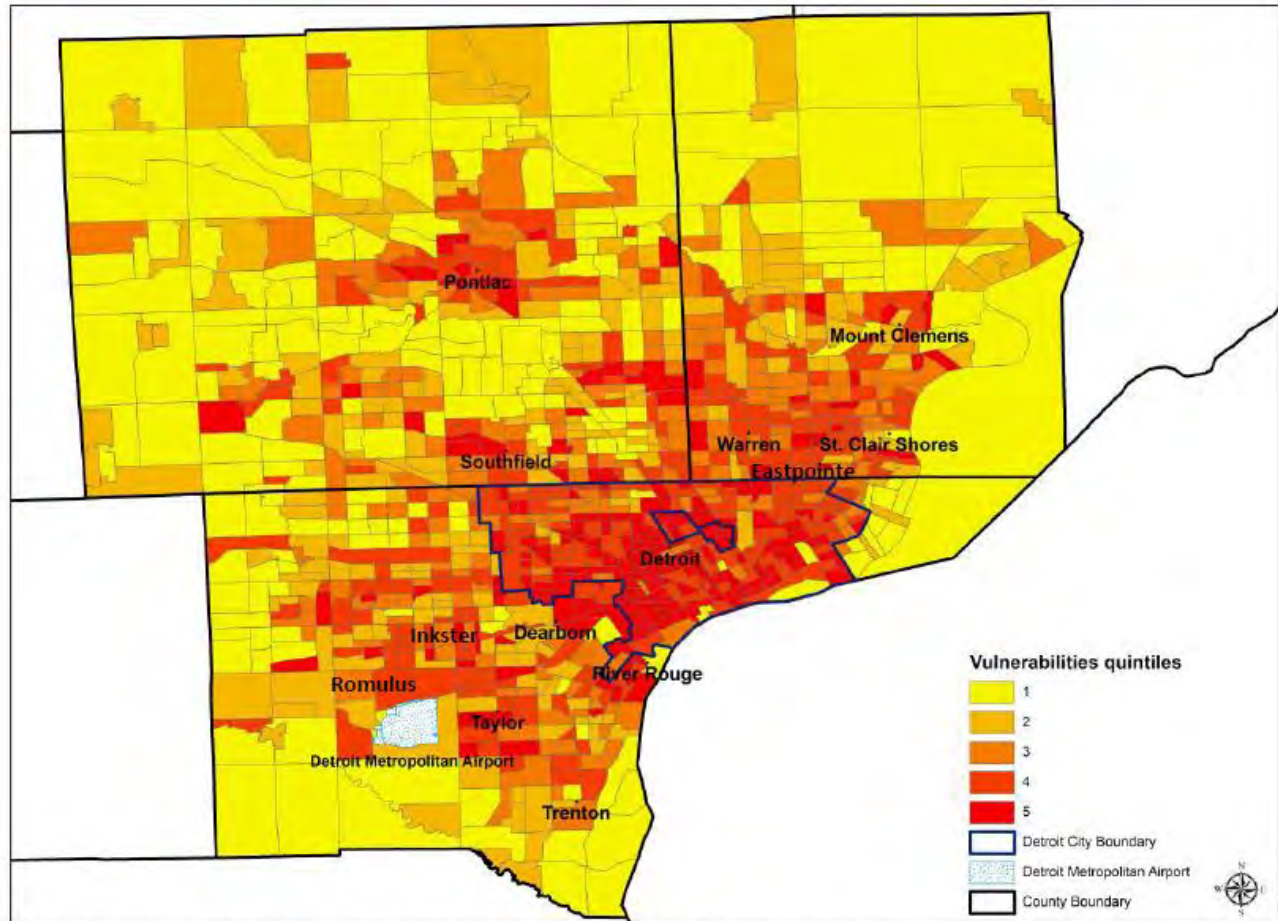 Pontiac
Mount Clemens
Warren
St. Clair Shores
Southfield
Eastpointe
Detroit
Dearborn
Inkster
River Rouge
Romulus
Taylor
Detroit Metropolitan Airport
Trenton
Vulnerabilities quintiles
1
2
3
4
5
Detroit City Boundary
Detroit Metropolitan Airport
County Boundary
N
W
E
S